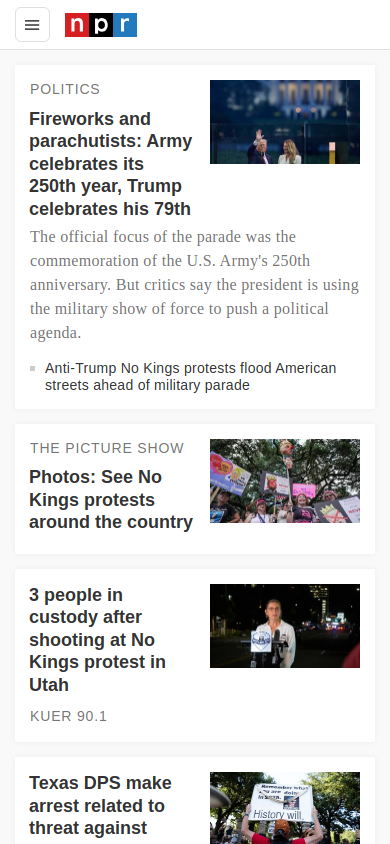 npr
POLITICS
Fireworks and
parachutists: Army
celebrates its
250th year, Trump
celebrates his 79th
The official focus of the parade was the
commemoration of the U.S. Army's 250th
anniversary. But critics say the president is using
the military show of force to push a political
agenda.
Anti-Trump No Kings protests flood American
streets ahead of military parade
THE PICTURE SHOW
Photos: See No
Kings protests
around the country
3 people in
custody after
shooting at No
Kings protest in
Utah
KUER 90.1
Texas DPS make
arrest related to
threat against
Remember what
you are doing
History will